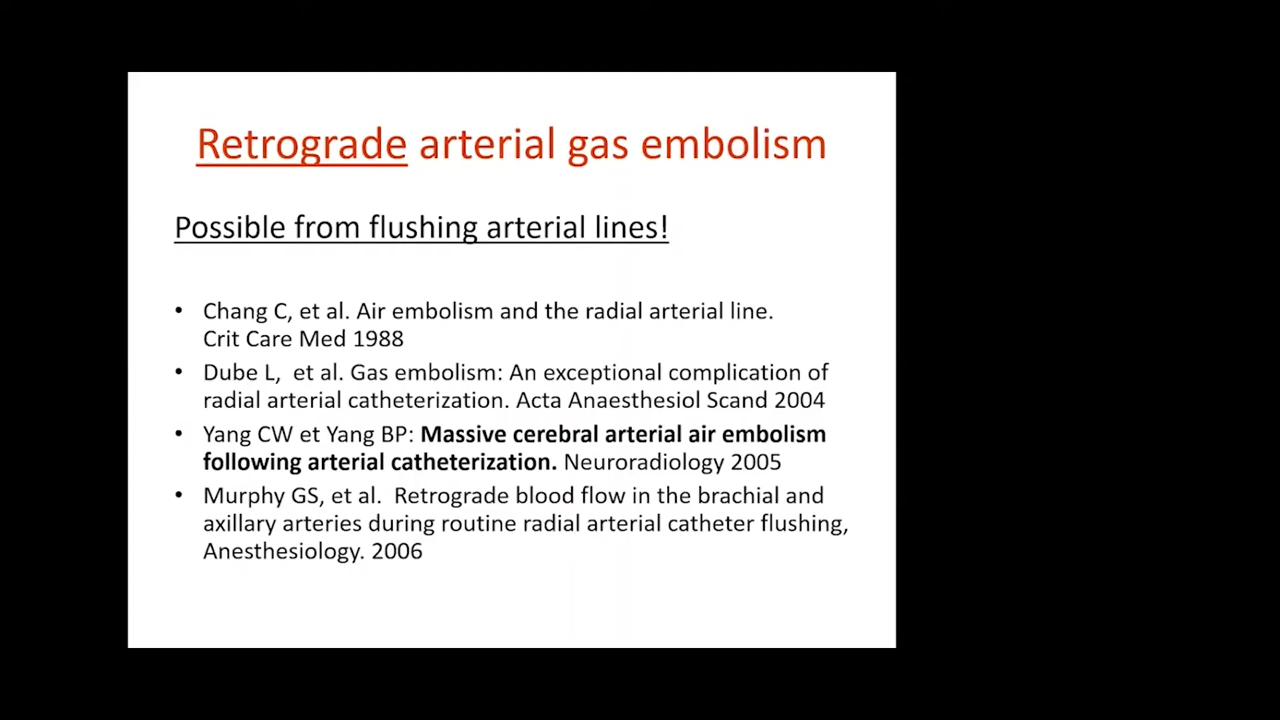 Retrograde arterial gas embolism
Possible from flushing arterial lines!
• Chang C, et al. Air embolism and the radial arterial line.
Crit Care Med 1988
• Dube L,  et al. Gas embolism: An exceptional complication of
radial arterial catheterization. Acta Anaesthesiol Scand 2004
• Yang CW et Yang BP: Massive cerebral arterial air embolism
following arterial catheterization. Neuroradiology 2005
• Murphy GS, et al.  Retrograde blood flow in the brachial and
axillary arteries during routine radial arterial catheter flushing,
Anesthesiology. 2006